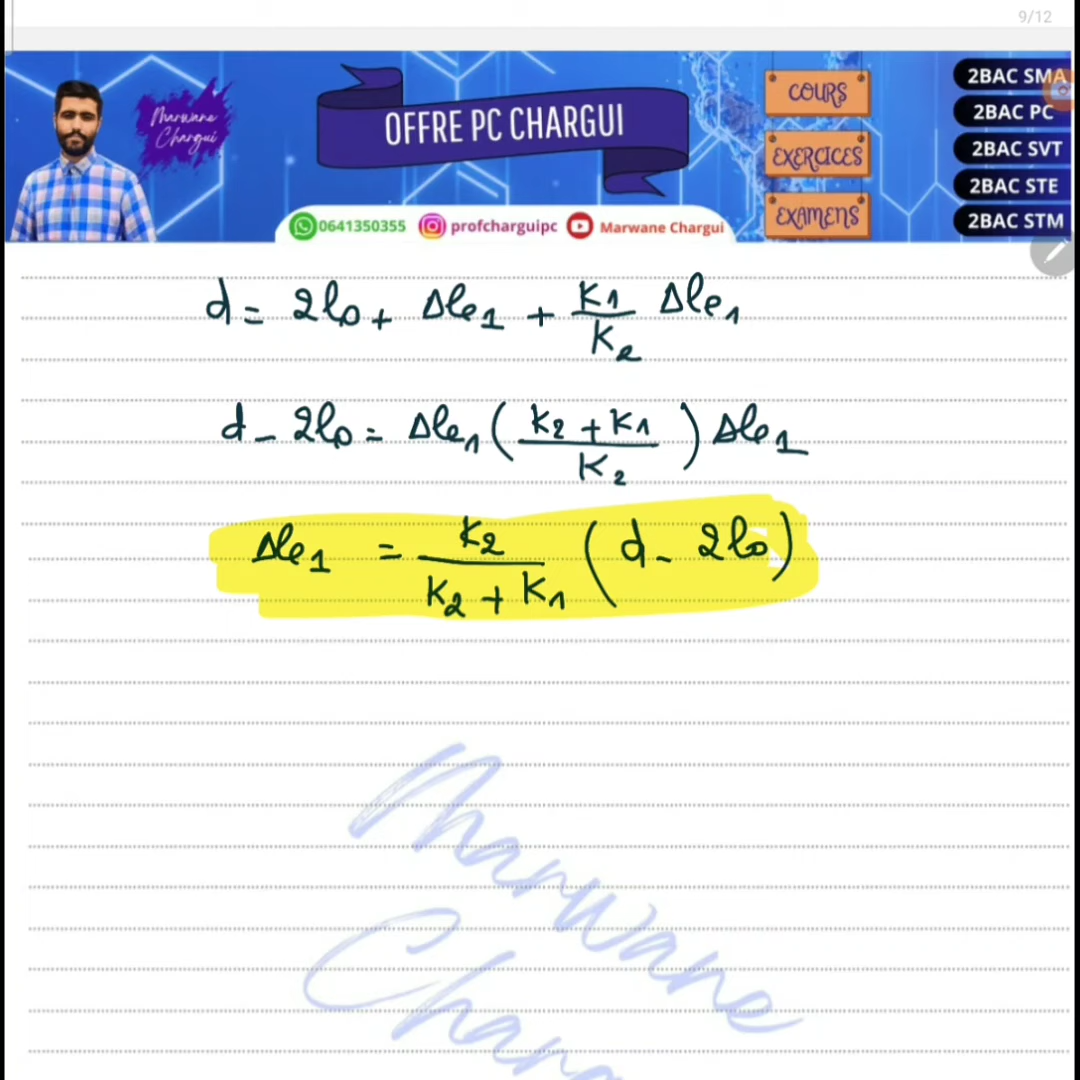 9/12
Marwane
Chargui
OFFRE PC CHARGUI
COURS
EXERCICES
EXAMENS
2BAC SMA
2BAC PC
2BAC SVT
2BAC STE
2BAC STM
0641350355 profcharguipc Marwane Chargui
d = 2l₀ + Δle₁ + K₁/K₂ Δle₁
d - 2l₀ = Δle₁ ( K₂ + K₁ / K₂ ) Δle₁
Δle₁ = K₂ / K₂ + K₁ ( d - 2l₀ )
Marwane
Char